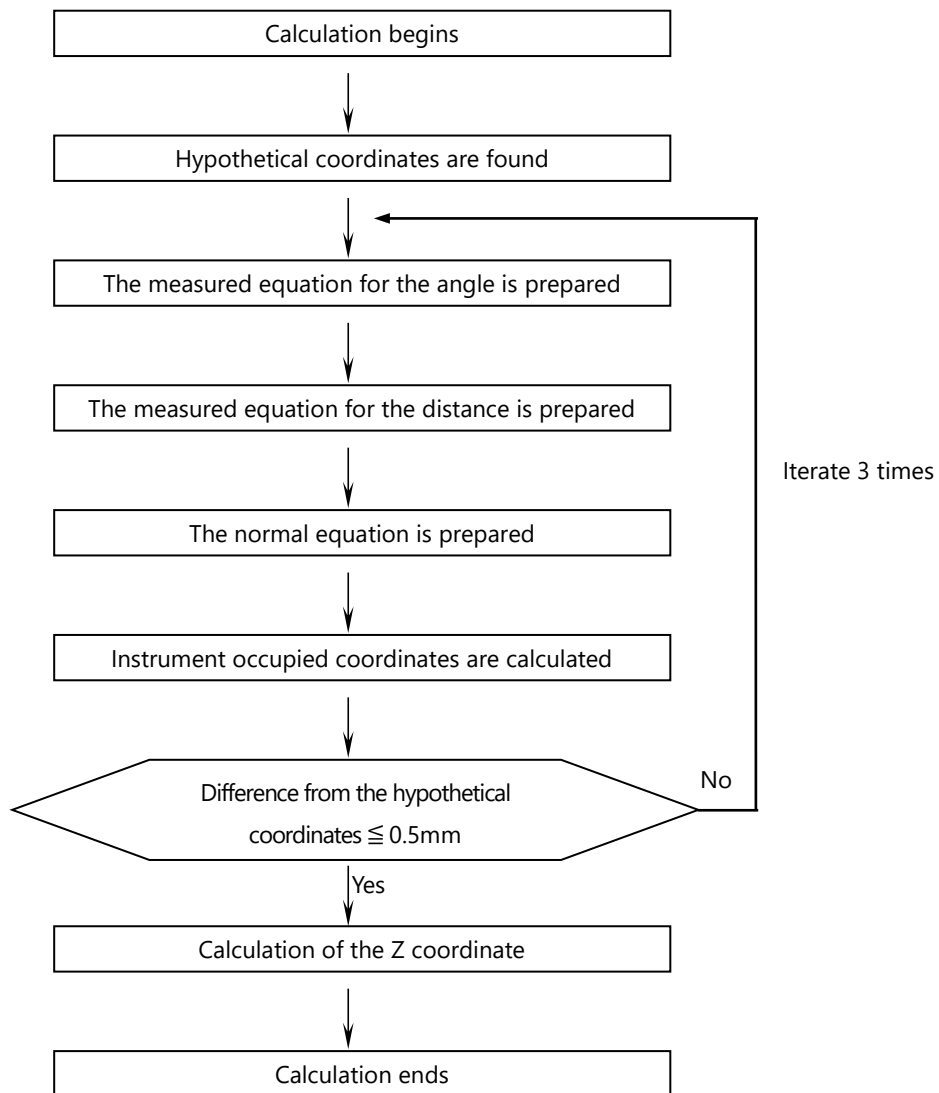 Calculation begins
Hypothetical coordinates are found
The measured equation for the angle is prepared
The measured equation for the distance is prepared
Iterate 3 times
The normal equation is prepared
Instrument occupied coordinates are calculated
No
Difference from the hypothetical
coordinates ≦ 0.5mm
Yes
Calculation of the Z coordinate
Calculation ends